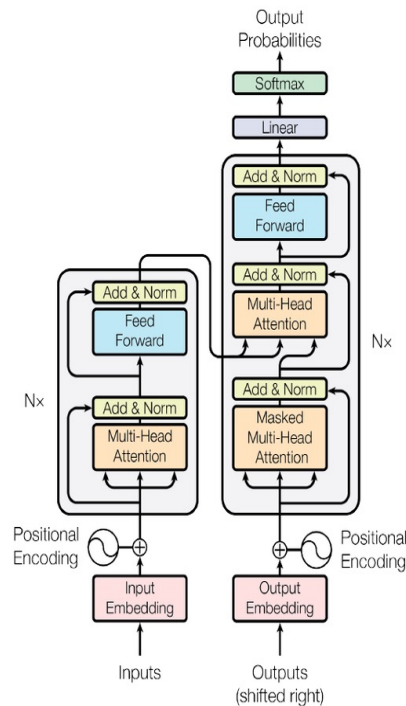 Output
Probabilities
Softmax
Linear
Add & Norm
Feed
Forward
Add & Norm
Multi-Head
Attention
Add & Norm
Masked
Multi-Head
Attention
Nx
Positional
Encoding
Output
Embedding
Outputs
(shifted right)
Add & Norm
Feed
Forward
Add & Norm
Multi-Head
Attention
Nx
Positional
Encoding
Input
Embedding
Inputs